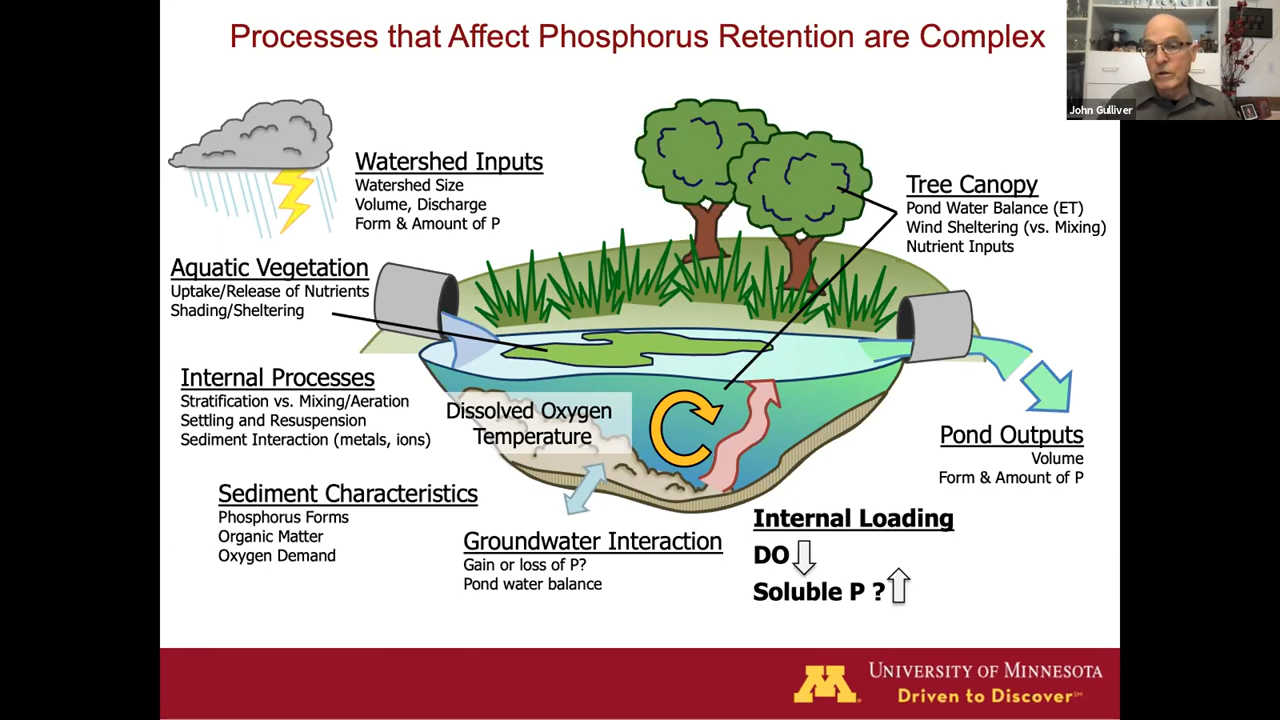 Processes that Affect Phosphorus Retention are Complex
John Gulliver
Watershed Inputs
Watershed Size
Volume, Discharge
Form & Amount of P
Tree Canopy
Pond Water Balance (ET)
Wind Sheltering (vs. Mixing)
Nutrient Inputs
Aquatic Vegetation
Uptake/Release of Nutrients
Shading/Sheltering
Internal Processes
Stratification vs. Mixing/Aeration
Settling and Resuspension
Sediment Interaction (metals, ions)
Dissolved Oxygen
Temperature
Pond Outputs
Volume
Form & Amount of P
Sediment Characteristics
Phosphorus Forms
Organic Matter
Oxygen Demand
Groundwater Interaction
Gain or loss of P?
Pond water balance
Internal Loading
DO
Soluble P ?
M
UNIVERSITY OF MINNESOTA
Driven to Discover℠